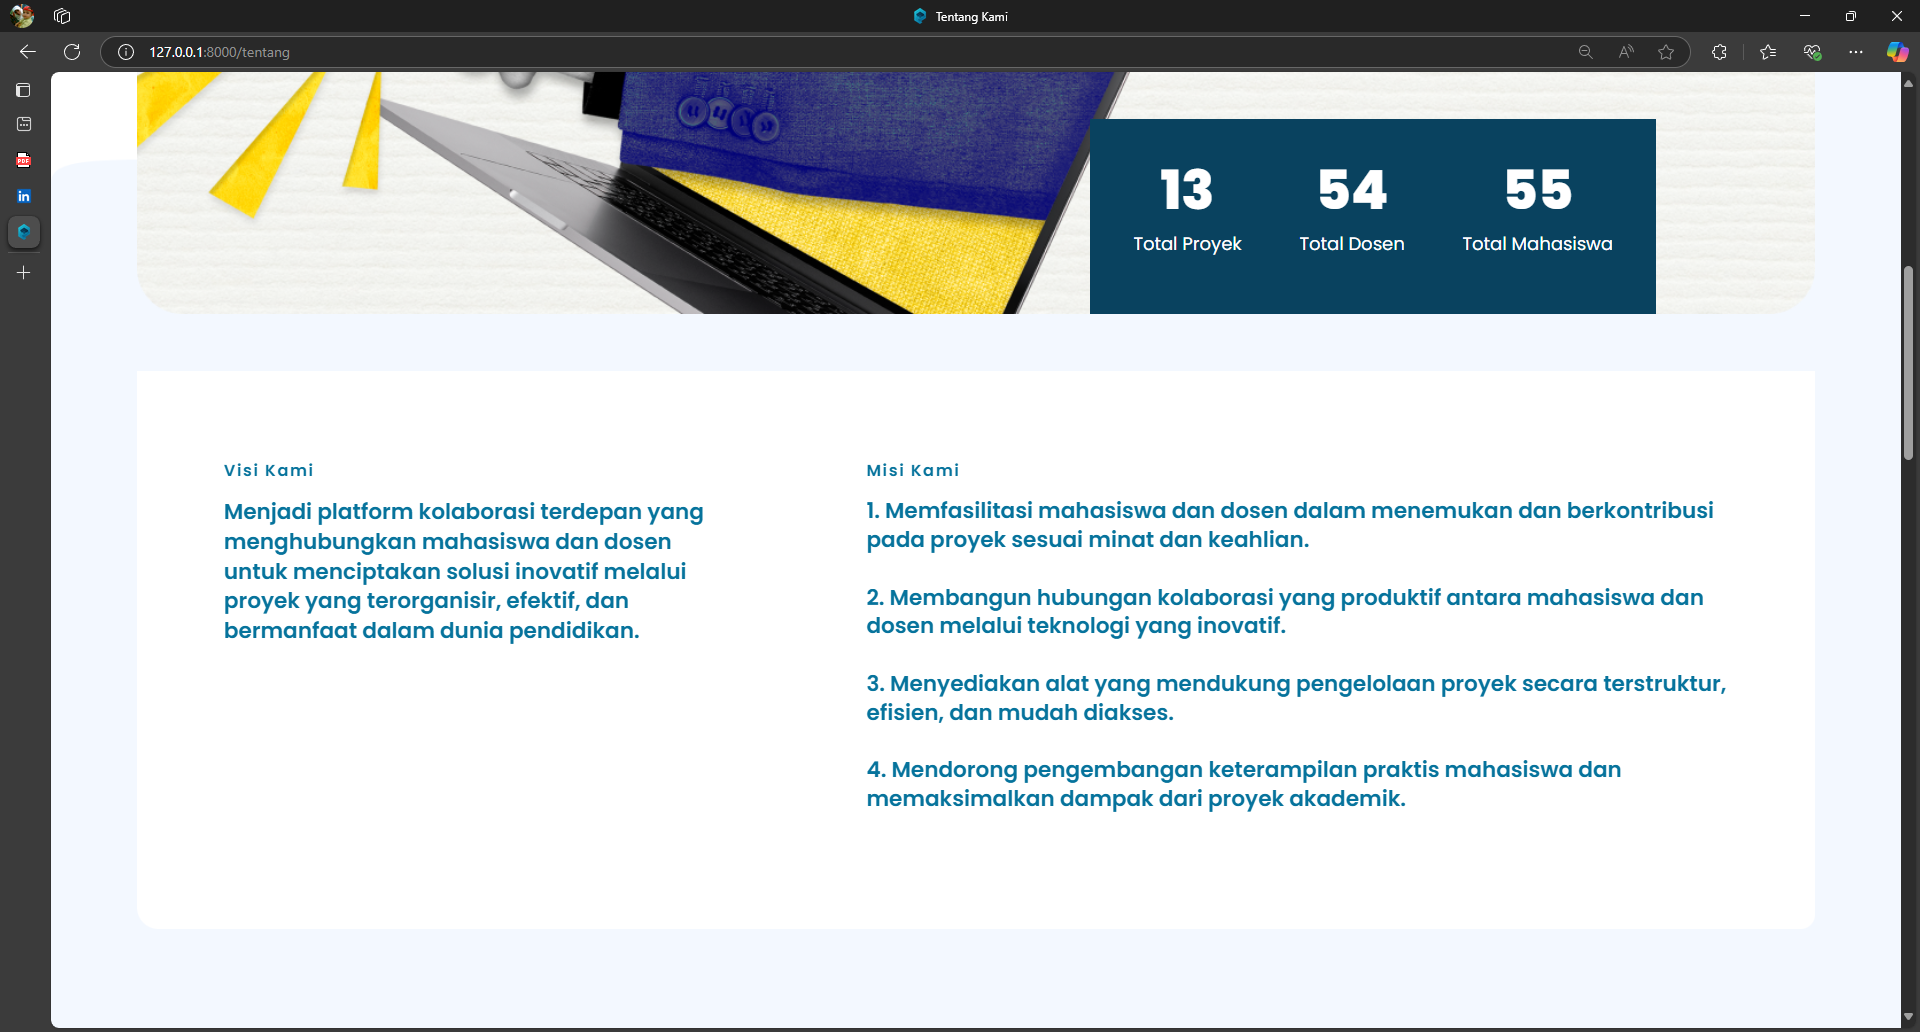 Tentang Kami
127.0.0.1:8000/tentang
PDF
in
13
54
55
Total Proyek
Total Dosen
Total Mahasiswa
Visi Kami
Menjadi platform kolaborasi terdepan yang
menghubungkan mahasiswa dan dosen
untuk menciptakan solusi inovatif melalui
proyek yang terorganisir, efektif, dan
bermanfaat dalam dunia pendidikan.
Misi Kami
1. Memfasilitasi mahasiswa dan dosen dalam menemukan dan berkontribusi
pada proyek sesuai minat dan keahlian.
2. Membangun hubungan kolaborasi yang produktif antara mahasiswa dan
dosen melalui teknologi yang inovatif.
3. Menyediakan alat yang mendukung pengelolaan proyek secara terstruktur,
efisien, dan mudah diakses.
4. Mendorong pengembangan keterampilan praktis mahasiswa dan
memaksimalkan dampak dari proyek akademik.